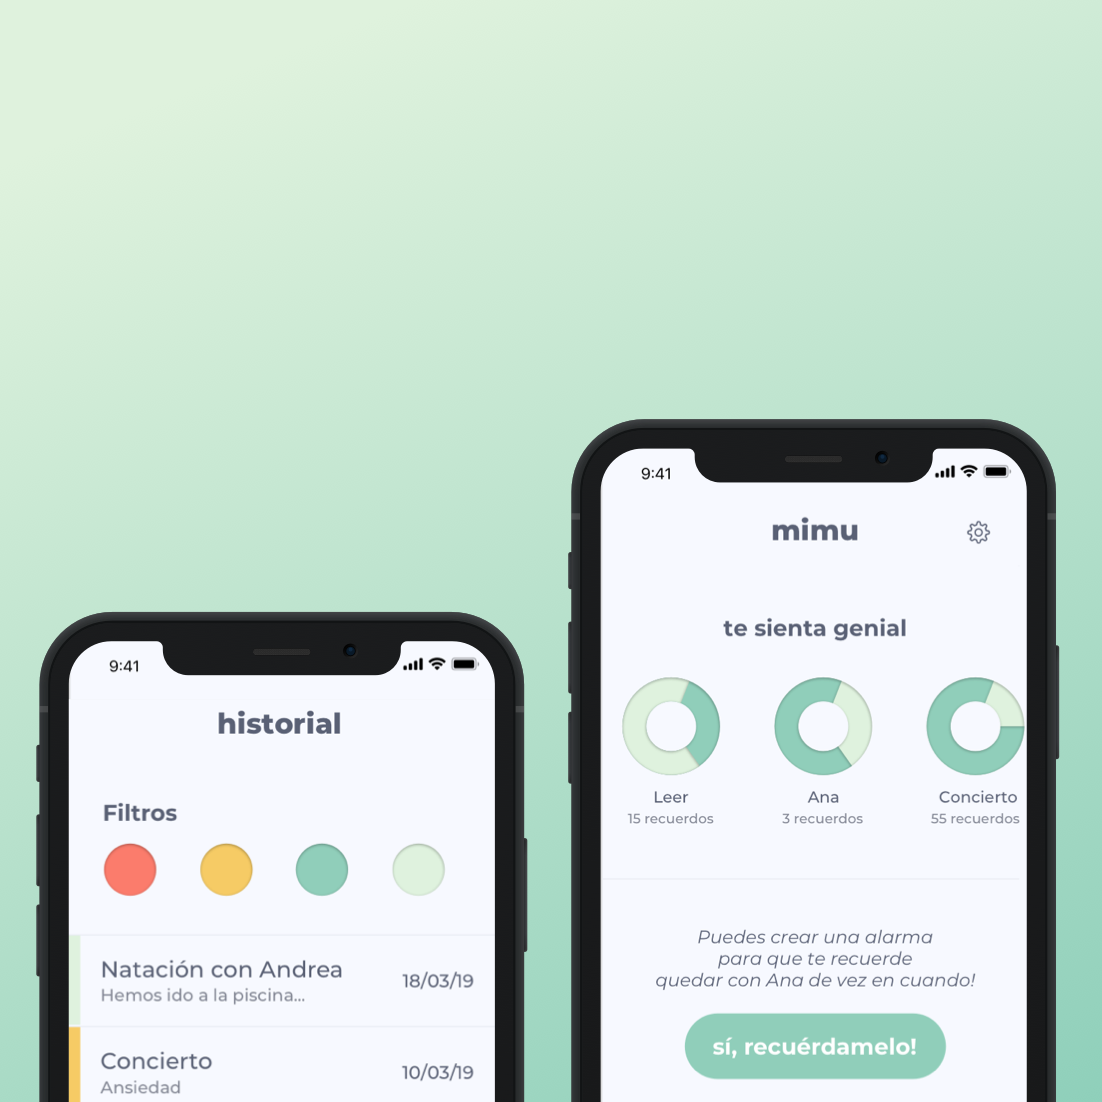 9:41
historial
Filtros
Natación con Andrea
18/03/19
Hemos ido a la piscina...
Concierto
10/03/19
Ansiedad
9:41
mimu
te sienta genial
Leer
15 recuerdos
Ana
3 recuerdos
Concierto
55 recuerdos
Puedes crear una alarma
para que te recuerde
quedar con Ana de vez en cuando!
sí, recuérdamelo!